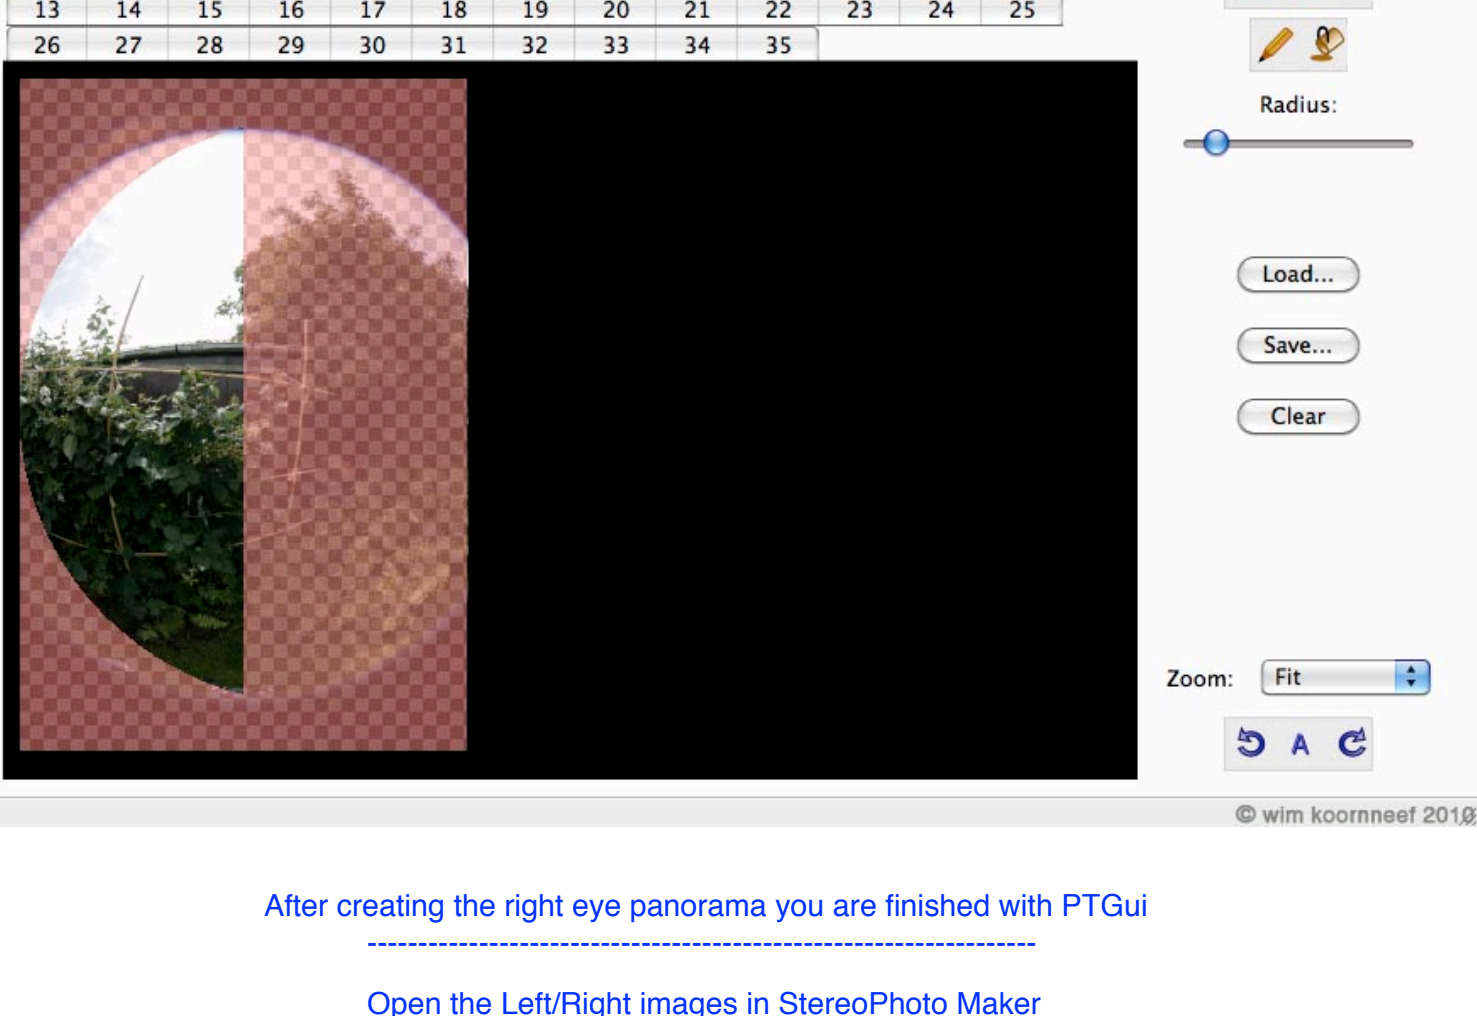 13 14 15 16 17 18 19 20 21 22 23 24 25
26 27 28 29 30 31 32 33 34 35
Radius:
Load...
Save...
Clear
Zoom: Fit
A
© wim koornneef 2010
After creating the right eye panorama you are finished with PTGui
------------------------------------------------------------------
Open the Left/Right images in StereoPhoto Maker